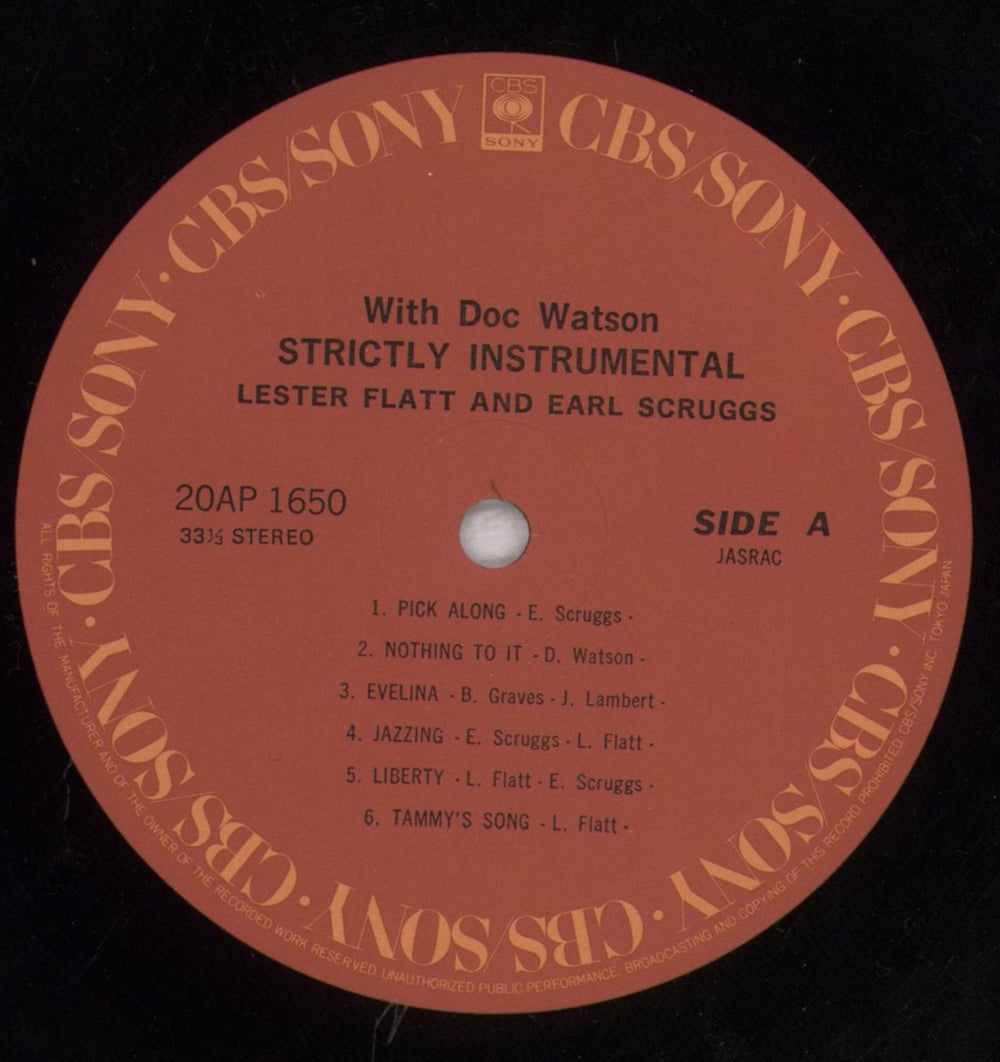 CBS
SONY
CBS/SONY · CBS/SONY · CBS/SONY · CBS/SONY · CBS/SONY · CBS/SONY · CBS/SONY · CBS/SONY
With Doc Watson
STRICTLY INSTRUMENTAL
LESTER FLATT AND EARL SCRUGGS
20AP 1650
33⅓ STEREO
SIDE A
JASRAC
1. PICK ALONG - E. Scruggs -
2. NOTHING TO IT - D. Watson -
3. EVELINA - B. Graves - J. Lambert -
4. JAZZING - E. Scruggs - L. Flatt -
5. LIBERTY - L. Flatt - E. Scruggs -
6. TAMMY'S SONG - L. Flatt -
ALL RIGHTS OF THE MANUFACTURER AND OF THE OWNER OF THE RECORDED WORK RESERVED UNAUTHORIZED PUBLIC PERFORMANCE, BROADCASTING AND COPYING OF THIS RECORD PROHIBITED. CBS/SONY INC. TOKYO JAPAN